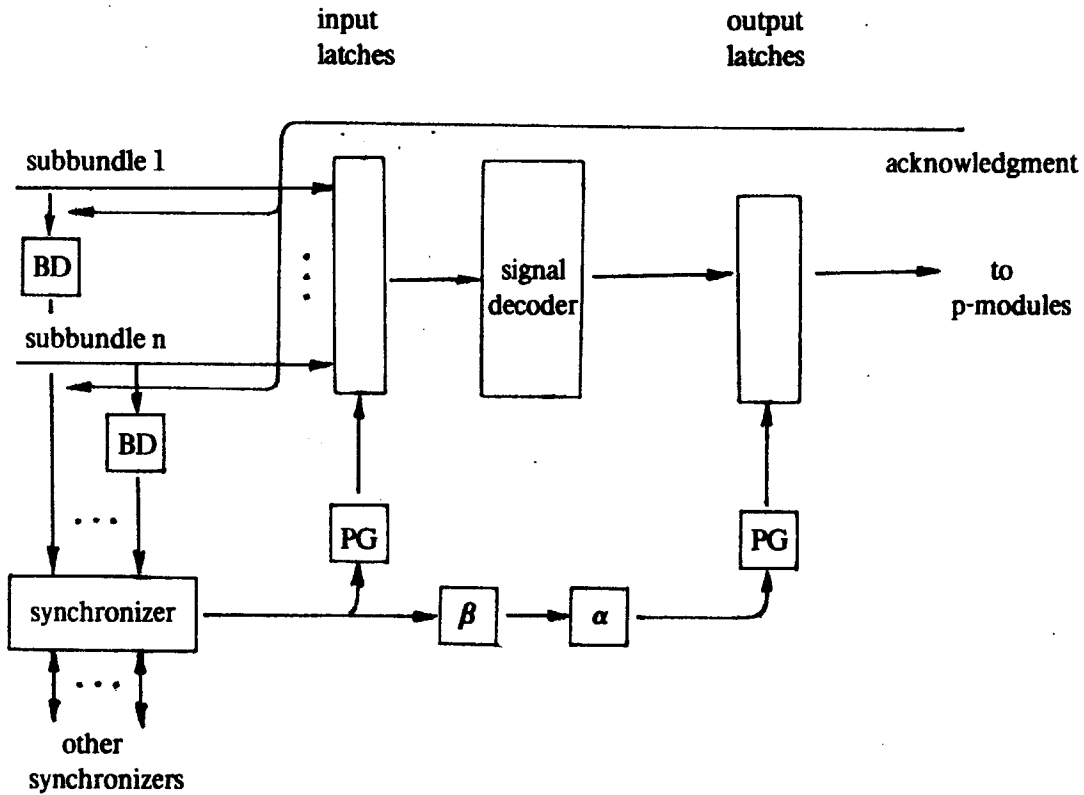 input
latches
output
latches
subbundle 1
acknowledgment
BD
signal
decoder
to
p-modules
subbundle n
BD
PG
PG
synchronizer
β
α
other
synchronizers